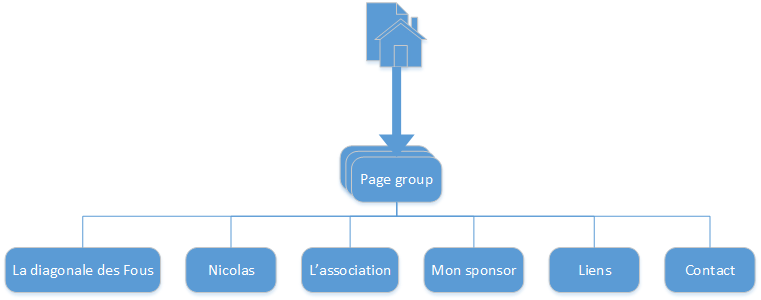 Page group
La diagonale des Fous
Nicolas
L’association
Mon sponsor
Liens
Contact